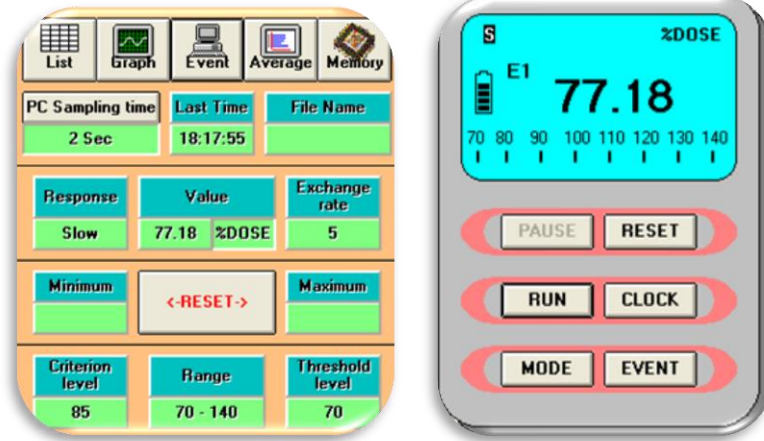 List Graph Event Average Memory
PC Sampling time Last Time File Name
2 Sec 18:17:55
Response Value Exchange rate
Slow 77.18 %DOSE 5
Minimum <-RESET-> Maximum
Criterion level Range Threshold level
85 70 - 140 70
S %DOSE
E1 77.18
70 80 90 100 110 120 130 140
PAUSE RESET
RUN CLOCK
MODE EVENT